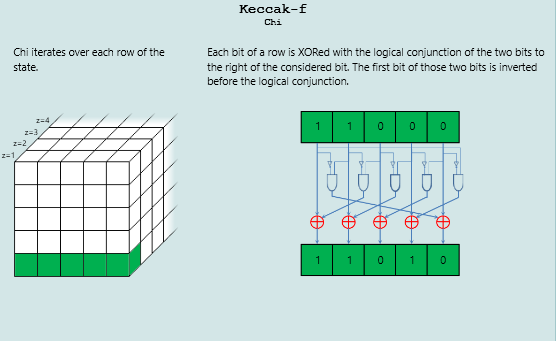 Keccak-f
Chi
Chi iterates over each row of the
state.
Each bit of a row is XORed with the logical conjunction of the two bits to
the right of the considered bit. The first bit of those two bits is inverted
before the logical conjunction.
z=4
z=3
z=2
z=1
1 1 0 0 0
1 1 0 1 0